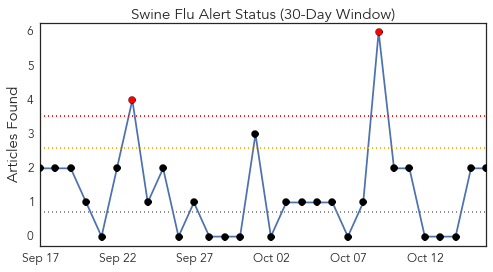 Swine Flu Alert Status (30-Day Window)
Articles Found
6
5
4
3
2
1
0
Sep 17 Sep 22 Sep 27 Oct 02 Oct 07 Oct 12